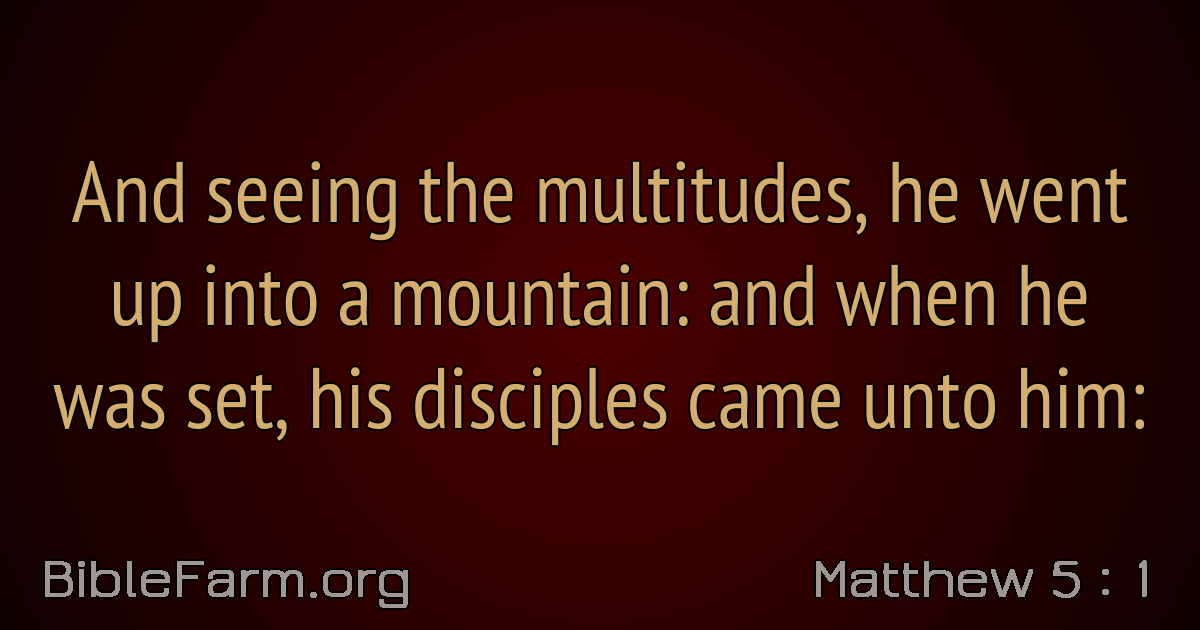 And seeing the multitudes, he went
up into a mountain: and when he
was set, his disciples came unto him:
BibleFarm.org
Matthew 5 : 1